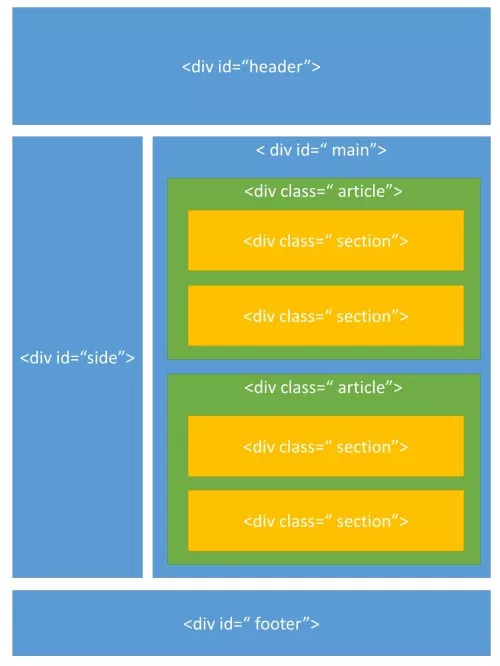 <div id=“header”>
<div id=“side”>
< div id=“ main”>
<div class=“ article”>
<div class=“ section”>
<div class=“ section”>
<div class=“ article”>
<div class=“ section”>
<div class=“ section”>
<div id=“ footer”>